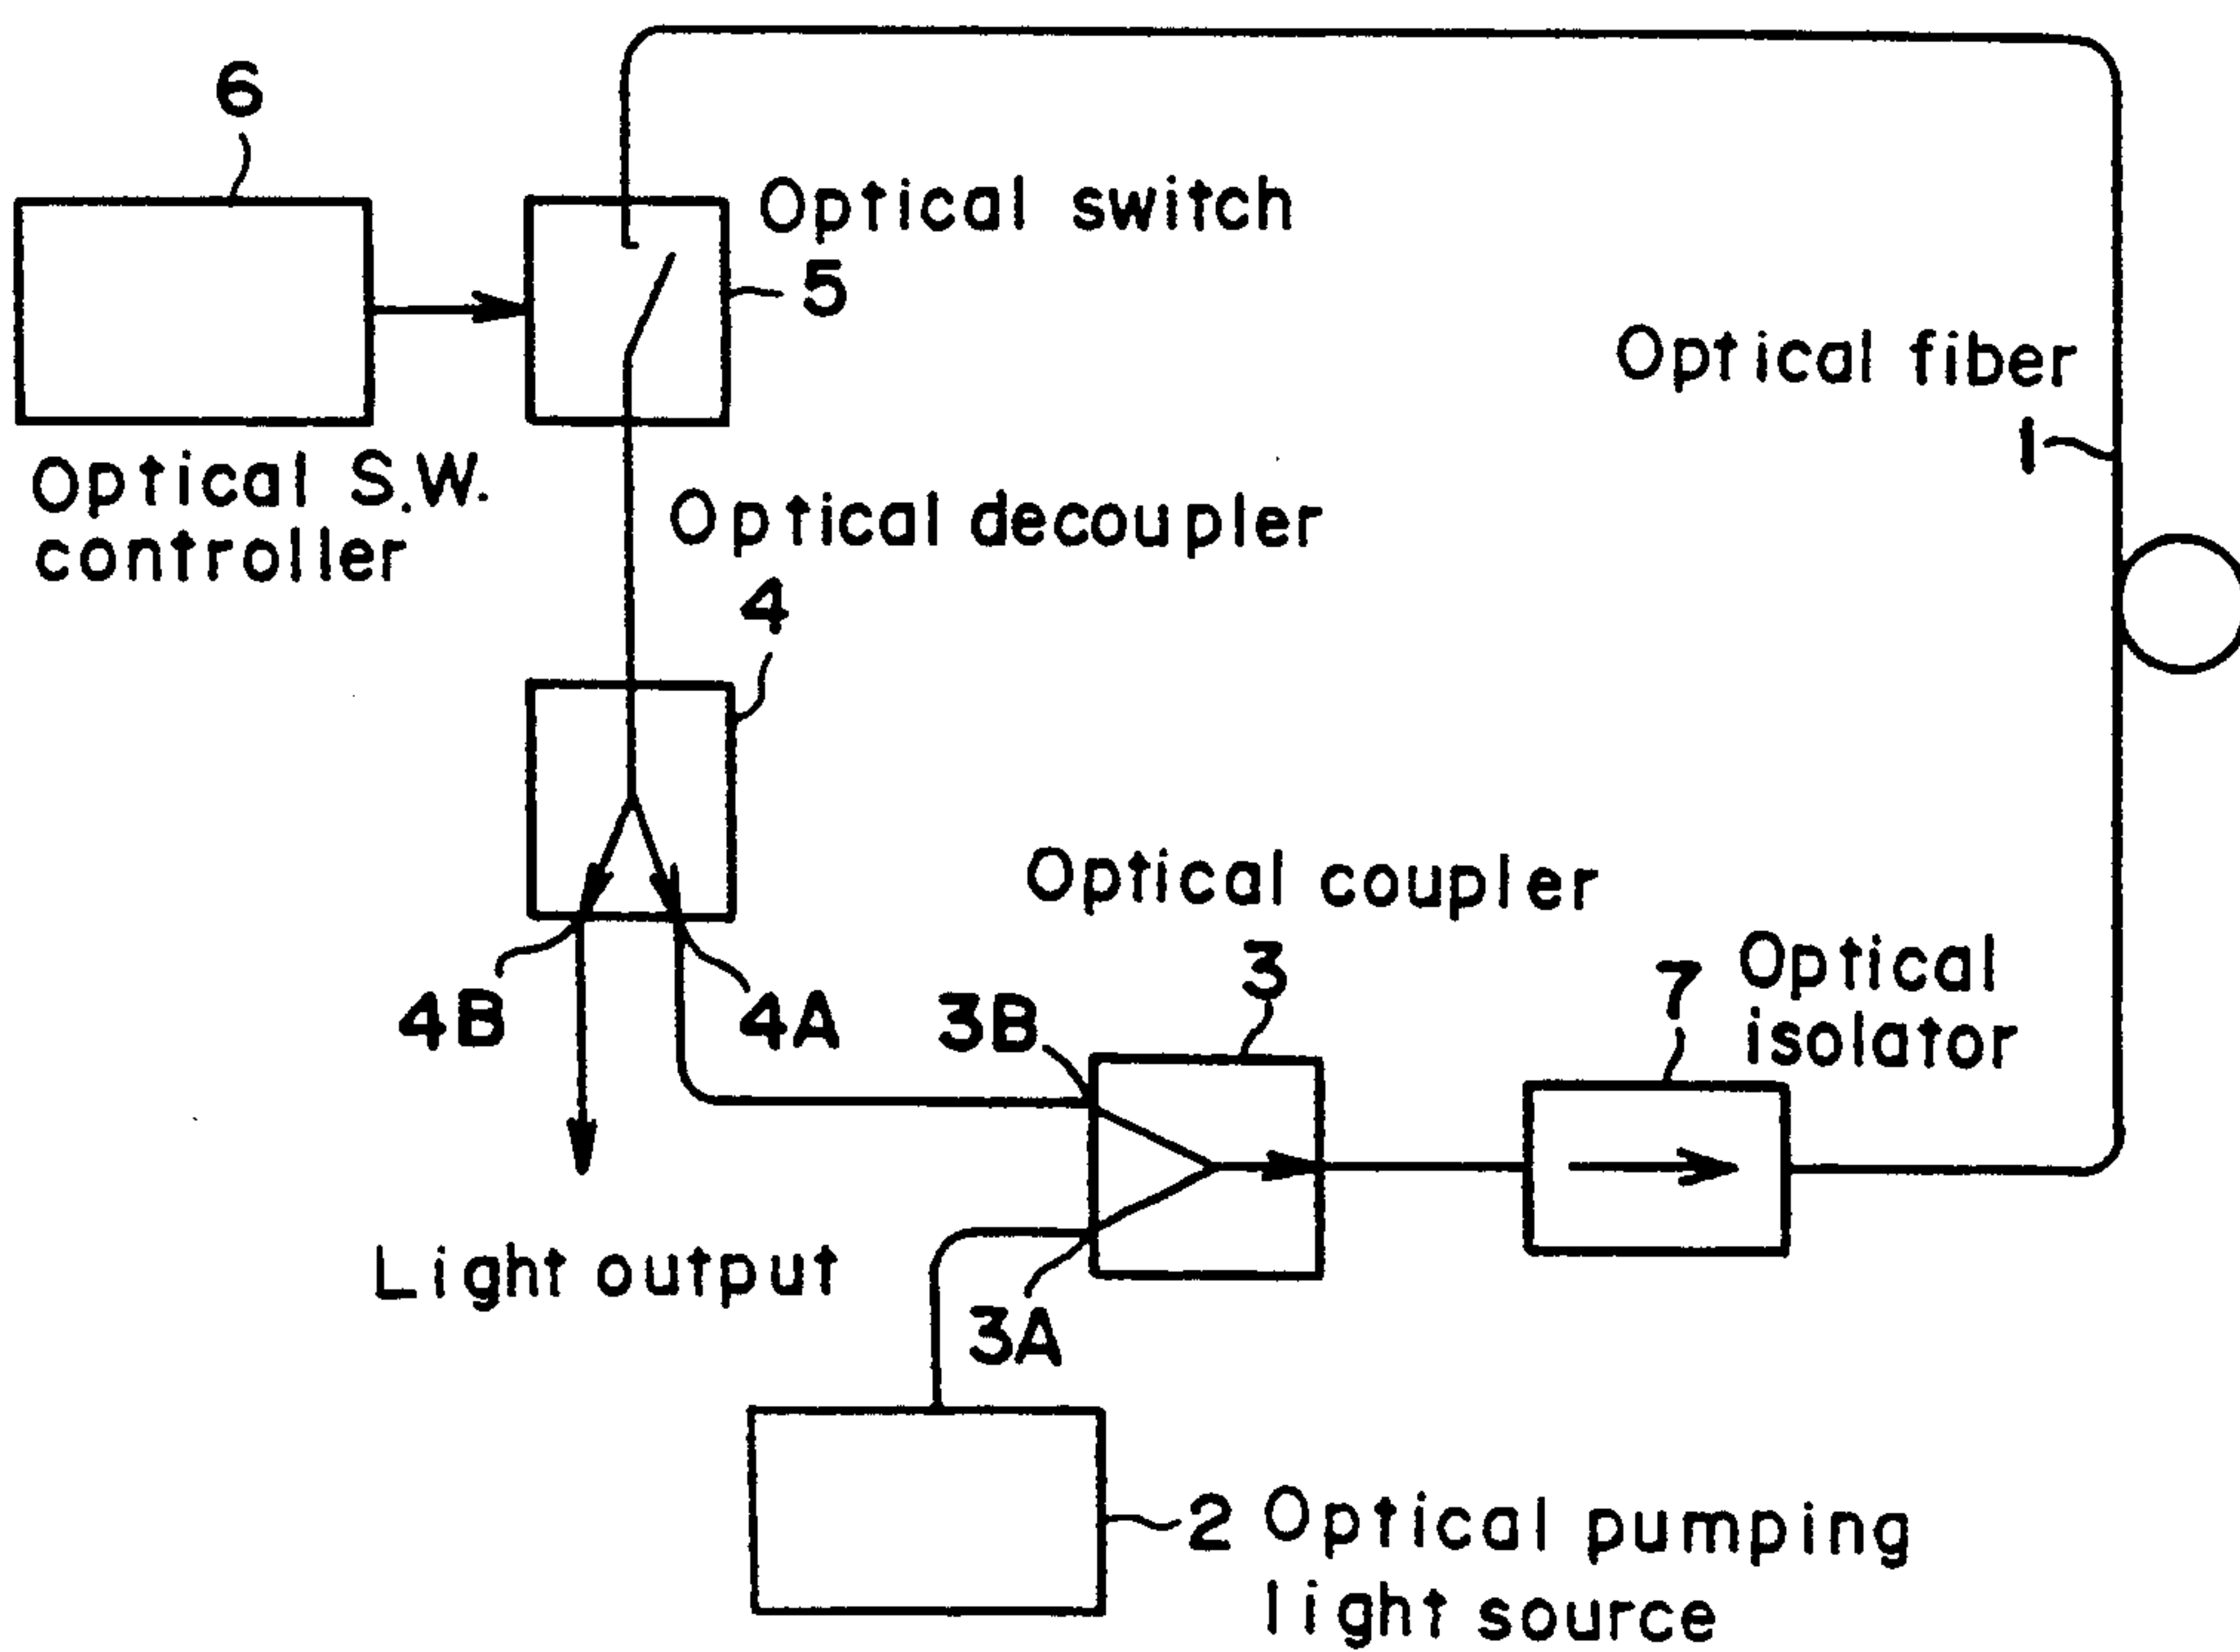 6
Optical switch
5
Optical fiber
1
Optical S.W.
controller
Optical decoupler
4
Optical coupler
3
7 Optical
isolator
4B
4A
3B
Light output
3A
2 Optical pumping
light source